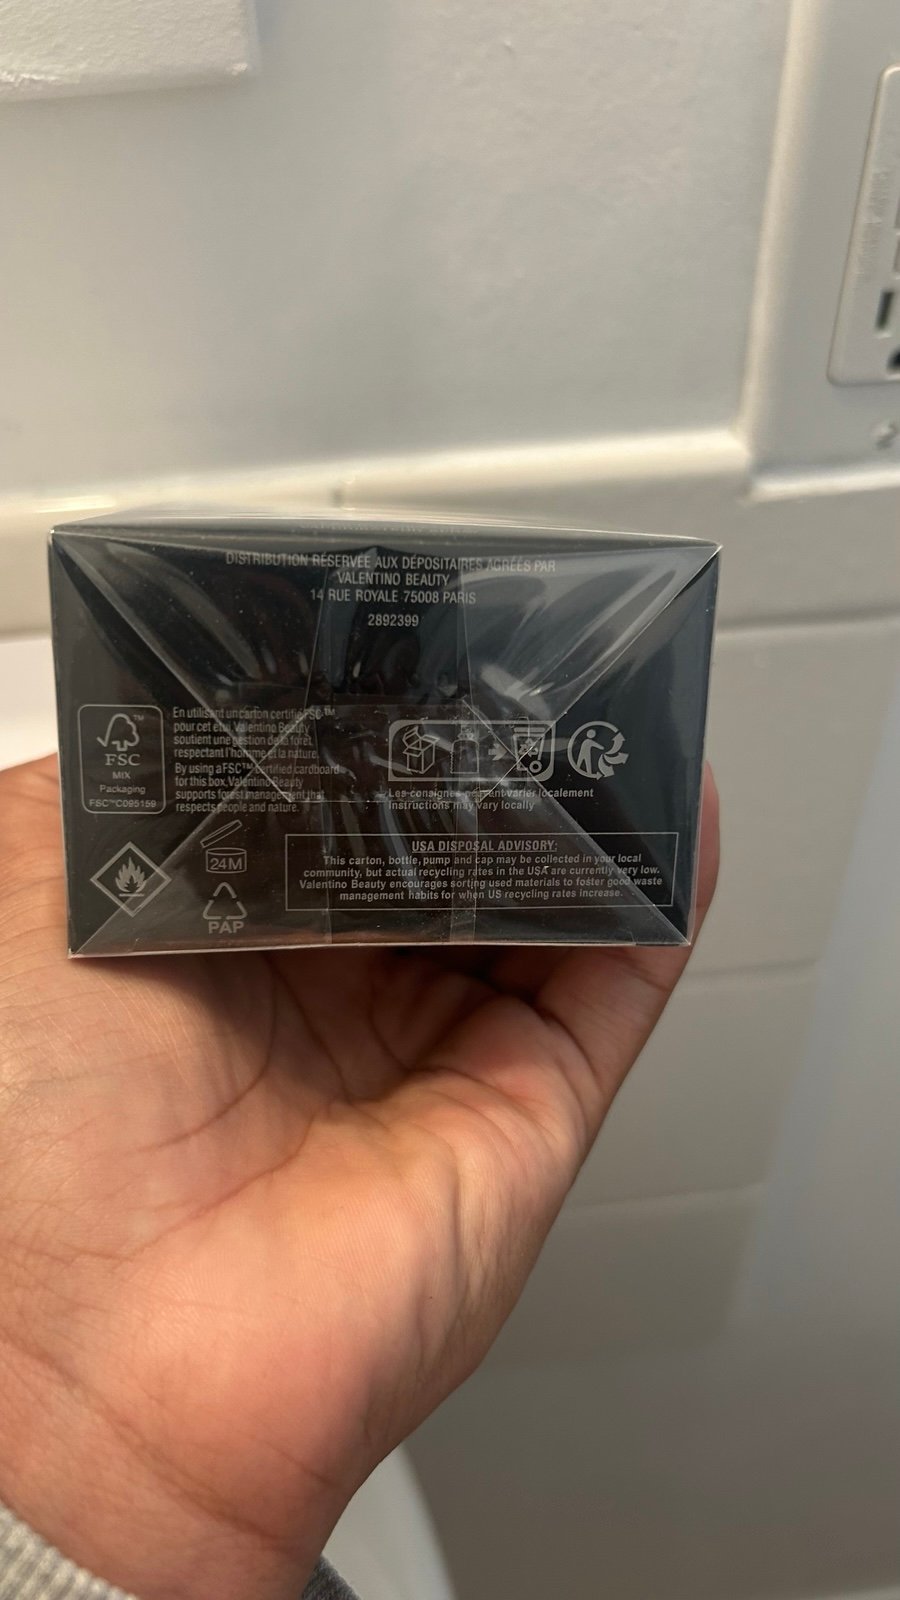 DISTRIBUTION RÉSERVÉE AUX DÉPOSITAIRES AGRÉÉS PAR
VALENTINO BEAUTY
14 RUE ROYALE 75008 PARIS
2892399
FSC™
MIX
Packaging
FSC™C095159
En utilisant un carton certifié FSC™
pour cet étui Valentino Beauty
soutient une gestion de la forêt,
respectant l'homme et la nature.
By using a FSC™ certified cardboard
for this box, Valentino Beauty
supports forest management that
respects people and nature.
Les consignes peuvent varier localement
Instructions may vary locally
24M
PAP
USA DISPOSAL ADVISORY:
This carton, bottle, pump and cap may be collected in your local
community, but actual recycling rates in the USA are currently very low.
Valentino Beauty encourages sorting used materials to foster good waste
management habits for when US recycling rates increase.